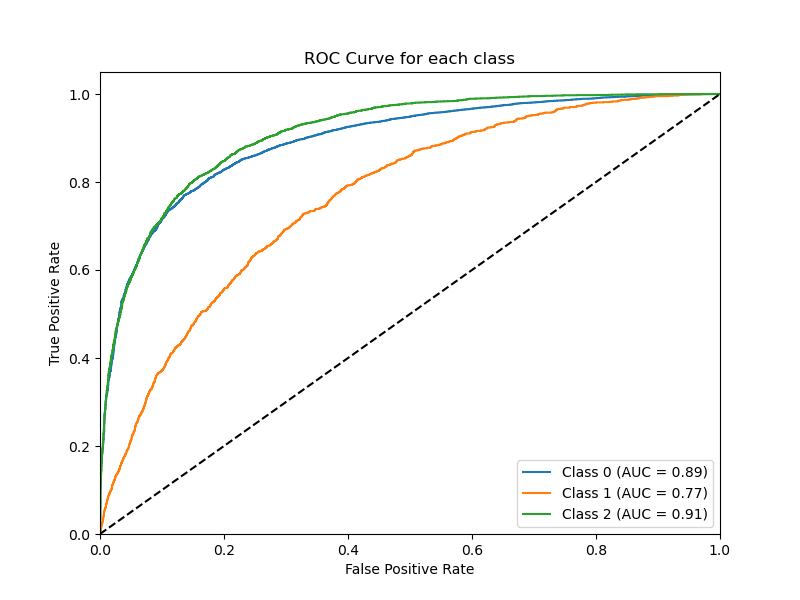 ROC Curve for each class
True Positive Rate
1.0
0.8
0.6
0.4
0.2
0.0
0.0 0.2 0.4 0.6 0.8 1.0
False Positive Rate
Class 0 (AUC = 0.89)
Class 1 (AUC = 0.77)
Class 2 (AUC = 0.91)